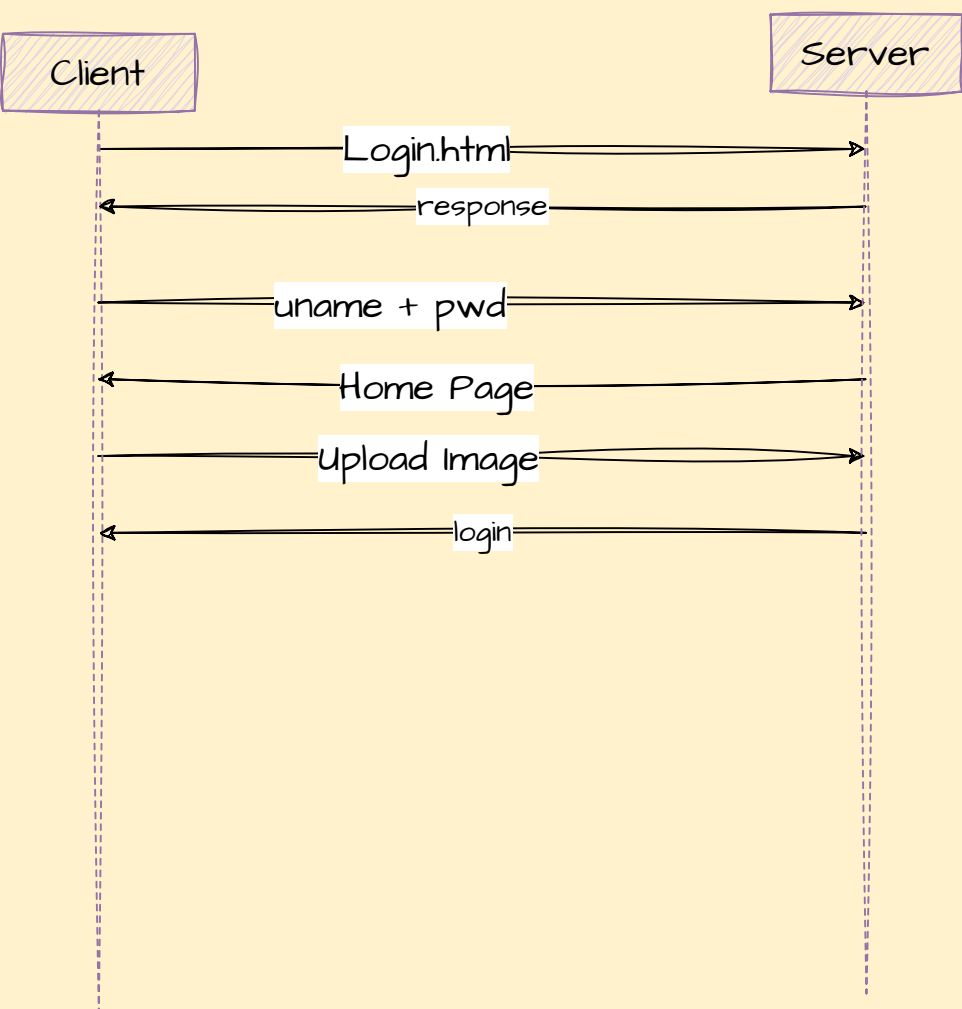 Client
Server
Login.html
response
uname + pwd
Home Page
Upload Image
login